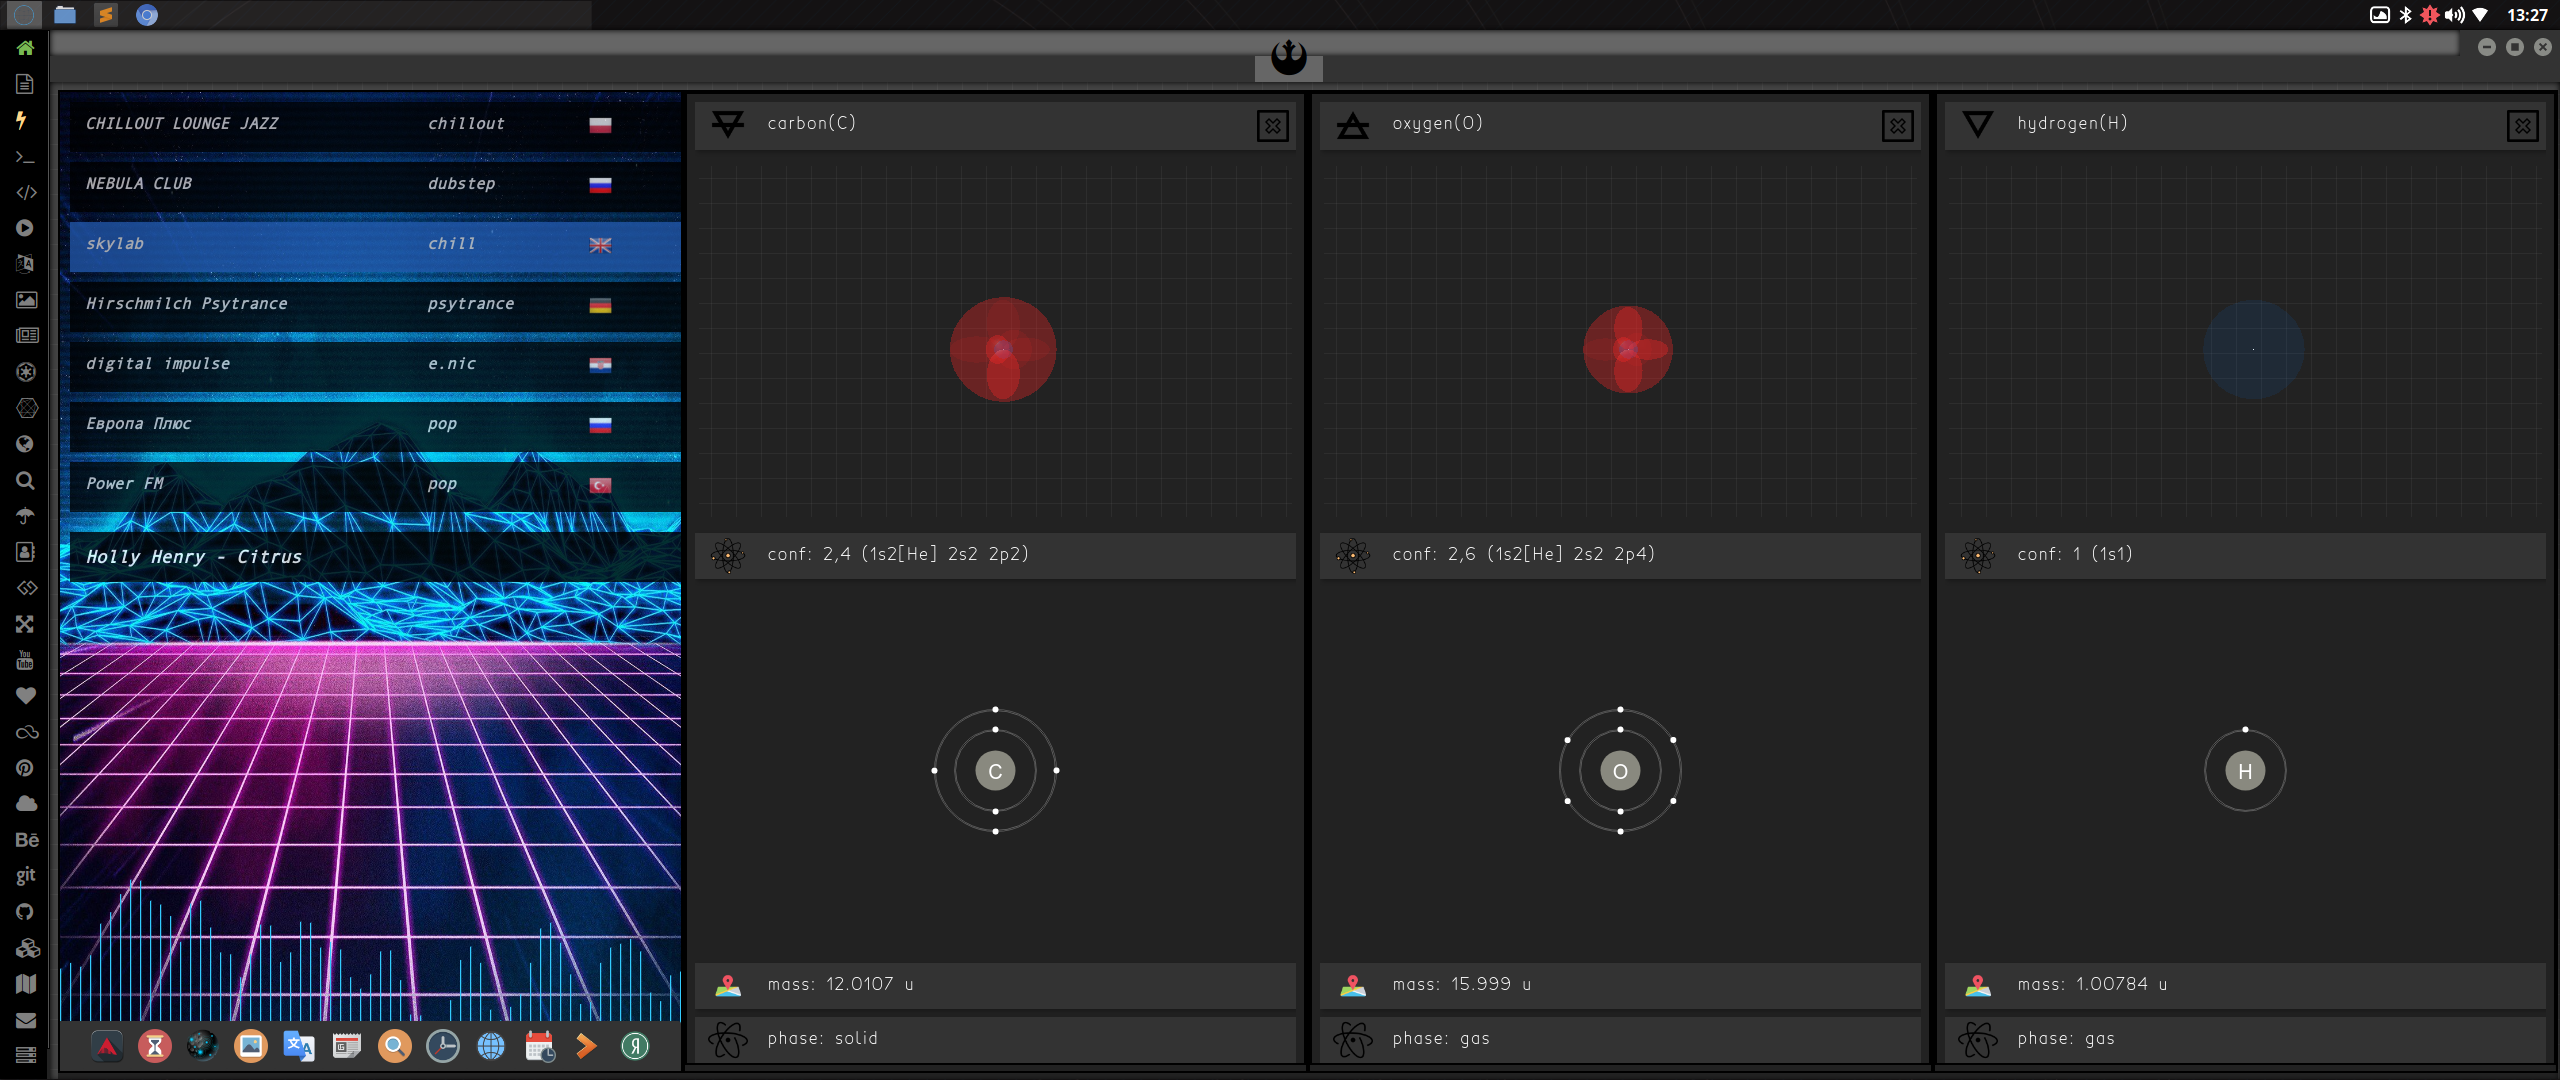 13:27
CHILLOUT LOUNGE JAZZ chillout
NEBULA CLUB dubstep
skylab chill
Hirschmilch Psytrance psytrance
digital impulse e.nic
Европа Плюс pop
Power FM pop
Holly Henry - Citrus
You
Tube
Bē
git
carbon(C)
conf: 2,4 (1s2[He] 2s2 2p2)
C
mass: 12.0107 u
phase: solid
oxygen(O)
conf: 2,6 (1s2[He] 2s2 2p4)
O
mass: 15.999 u
phase: gas
hydrogen(H)
conf: 1 (1s1)
H
mass: 1.00784 u
phase: gas
Я